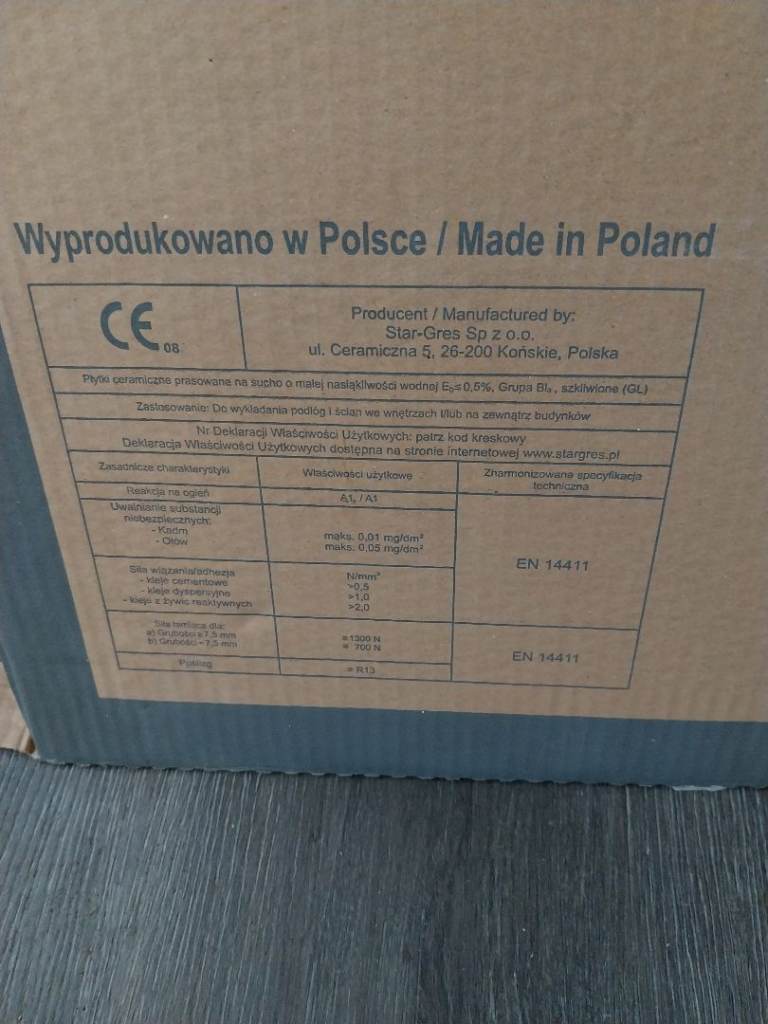 Wyprodukowano w Polsce / Made in Poland
CE 08
Producent / Manufactured by:
Star-Gres Sp z o.o.
ul. Ceramiczna 5, 26-200 Końskie, Polska
Płytki ceramiczne prasowane na sucho o małej nasiąkliwości wodnej Eb≤0,5%, Grupa BIa, szkliwione (GL)
Zastosowanie: Do wykładania podłóg i ścian we wnętrzach i/lub na zewnątrz budynków
Nr Deklaracji Właściwości Użytkowych: patrz kod kreskowy
Deklaracja Właściwości Użytkowych dostępna na stronie internetowej www.stargres.pl
Zasadnicze charakterystyki
Właściwości użytkowe
Zharmonizowana specyfikacja
techniczna
Reakcja na ogień
/ A1
Uwalnianie substancji
niebezpiecznych:
- Kadm
- Ołów
maks. 0,01 mg/dm²
maks. 0,05 mg/dm²
EN 14411
Siła wiązania/adhezja
- kleje cementowe
- kleje dyspersyjne
- kleje z żywic reaktywnych
N/mm²
>0,5
>1,0
>2,0
Siła łamiąca dla:
a) Grubości ≥7,5 mm
b) Grubości <7,5 mm
1300 N
700 N
EN 14411
Poślizg
R13